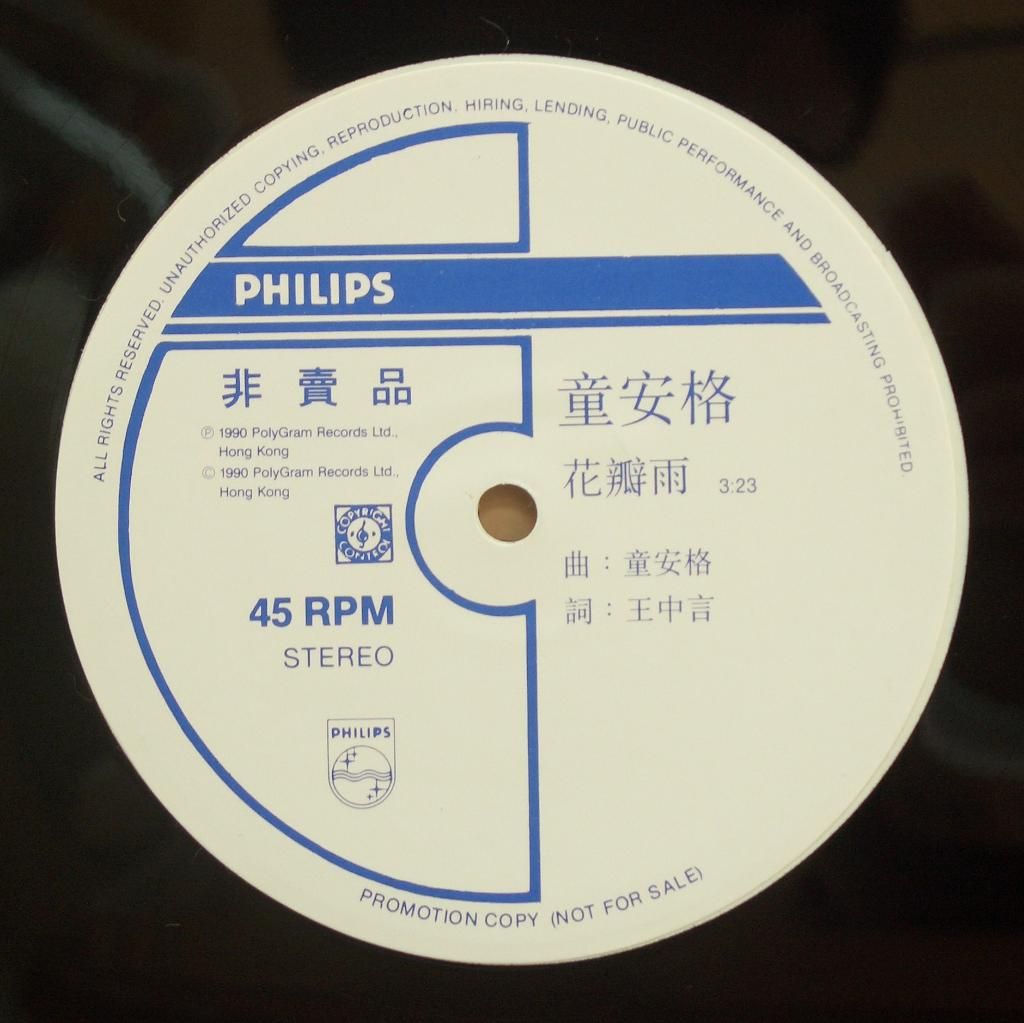 ALL RIGHTS RESERVED. UNAUTHORIZED COPYING, REPRODUCTION. HIRING, LENDING, PUBLIC PERFORMANCE AND BROADCASTING PROHIBITED.
PHILIPS
非賣品
℗ 1990 PolyGram Records Ltd.,
Hong Kong
© 1990 PolyGram Records Ltd.,
Hong Kong
COPYRIGHT
CONTROL
45 RPM
STEREO
PHILIPS
童安格
花瓣雨 3:23
曲：童安格
詞：王中言
PROMOTION COPY (NOT FOR SALE)